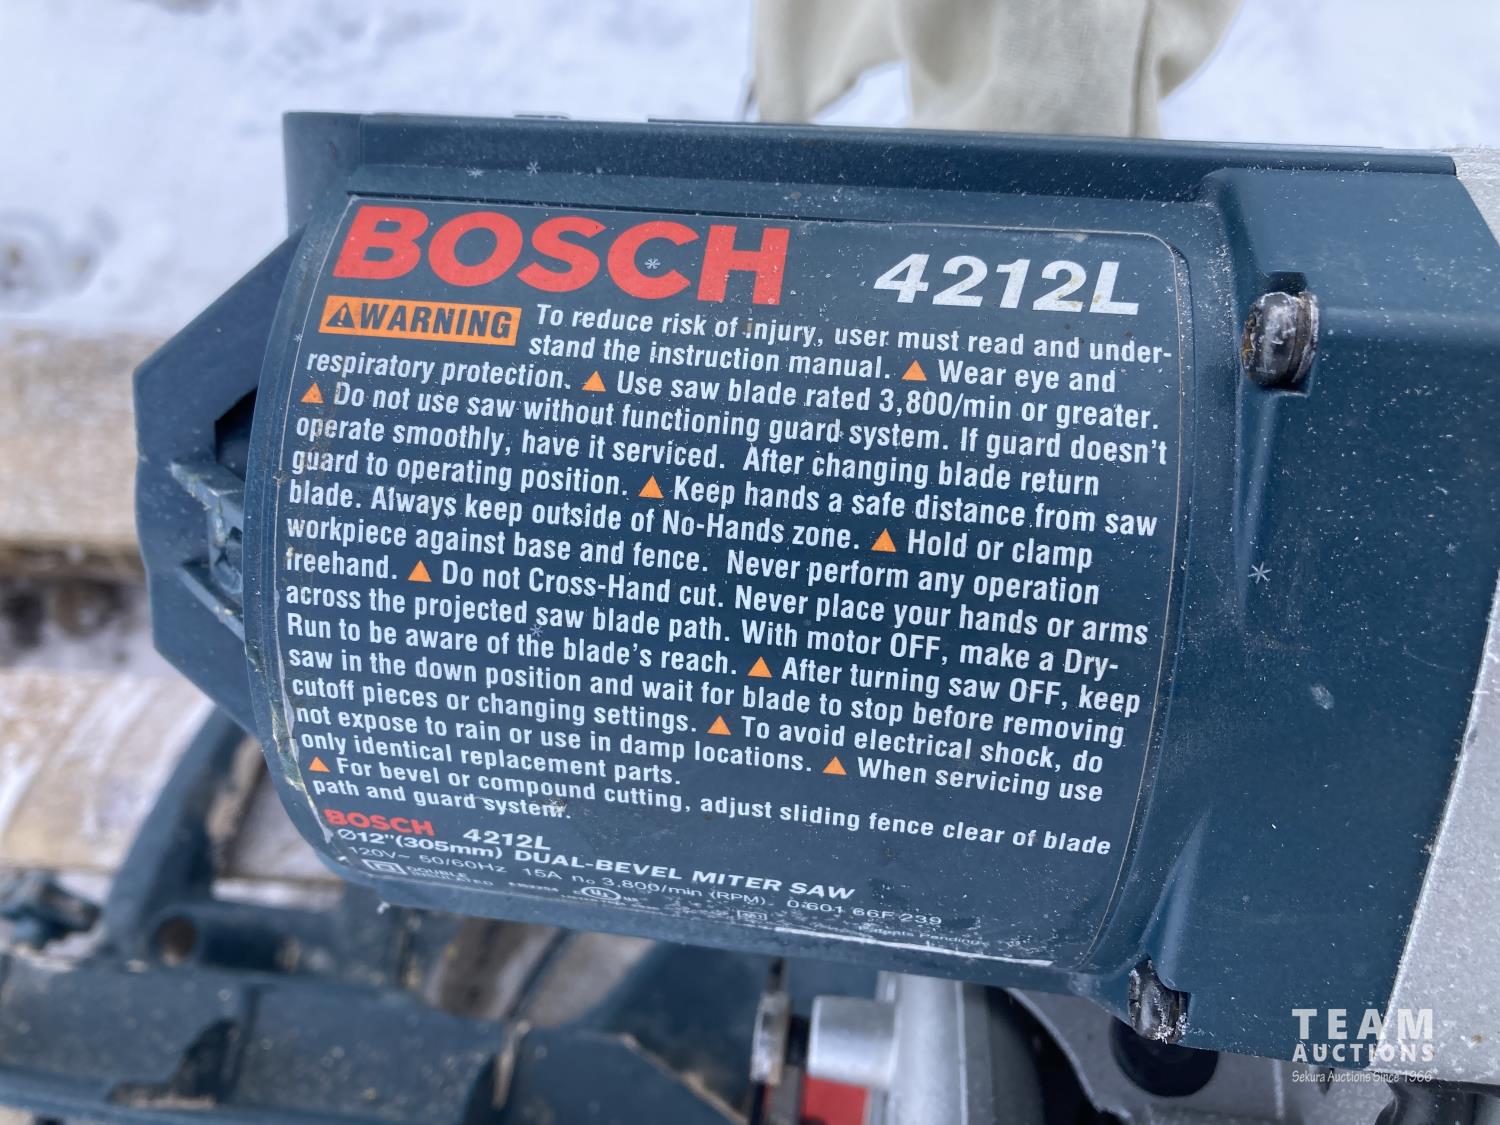 BOSCH 4212L
WARNING To reduce risk of injury, user must read and under-
stand the instruction manual. Wear eye and
respiratory protection. Use saw blade rated 3,800/min or greater.
Do not use saw without functioning guard system. If guard doesn't
operate smoothly, have it serviced. After changing blade return
guard to operating position. Keep hands a safe distance from saw
blade. Always keep outside of No-Hands zone. Hold or clamp
workpiece against base and fence. Never perform any operation
freehand. Do not Cross-Hand cut. Never place your hands or arms
across the projected saw blade path. With motor OFF, make a Dry-
Run to be aware of the blade's reach. After turning saw OFF, keep
saw in the down position and wait for blade to stop before removing
cutoff pieces or changing settings. To avoid electrical shock, do
not expose to rain or use in damp locations. When servicing use
only identical replacement parts.
For bevel or compound cutting, adjust sliding fence clear of blade
path and guard system.
BOSCH 4212L
Ø12"(305mm) DUAL-BEVEL MITER SAW
120V~ 50/60Hz 15A n₀ 3,800/min (RPM) 0 601 66F 239
DOUBLE
INSULATED
Patents Pending
TEAM
AUCTIONS
Sekura Auctions Since 1966